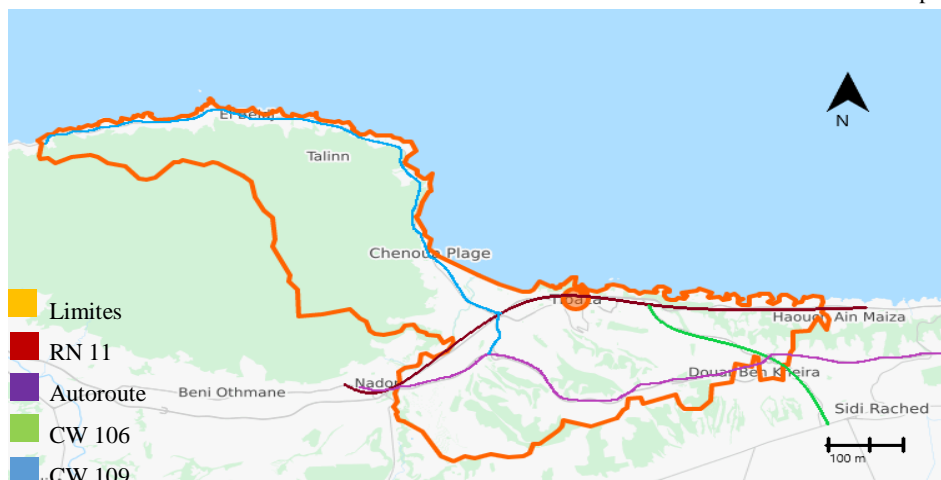 N
Talinn
Chenoua Plage
Limites
Haouch Ain Maiza
RN 11
Autoroute
Nador
Beni Othmane
Douar Ben Kheira
CW 106
Sidi Rached
100 m
CW 109